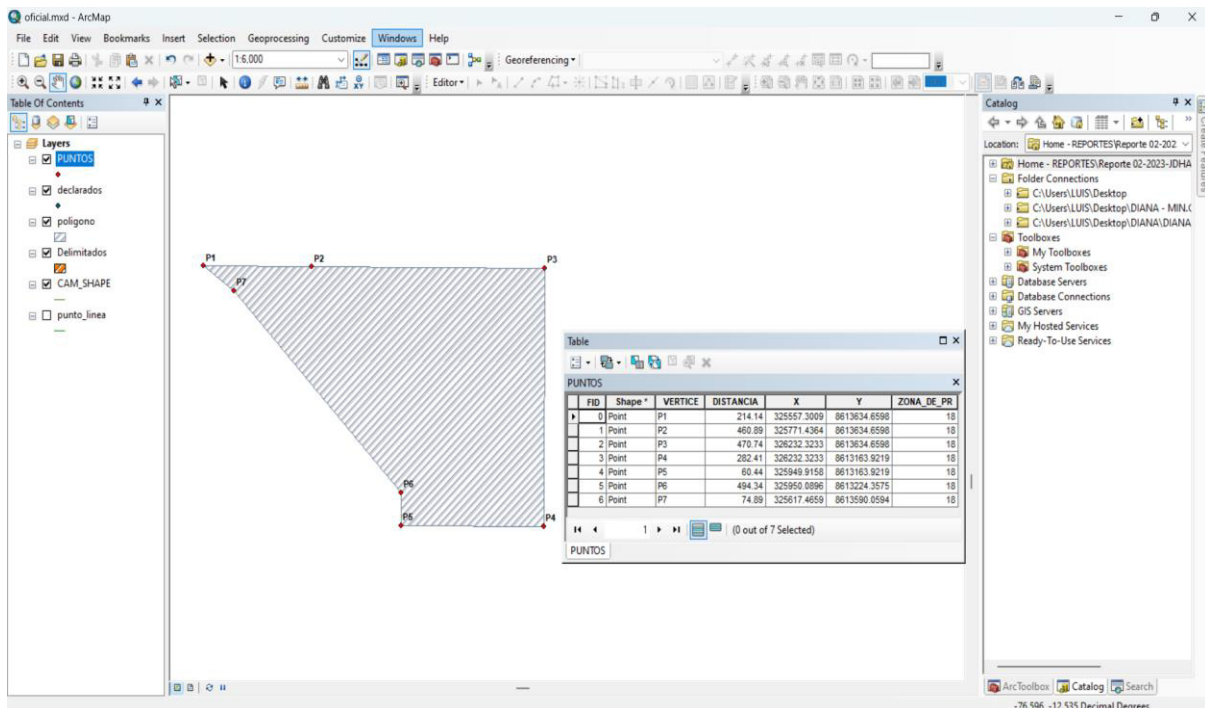 oficial.mxd - ArcMap
File Edit View Bookmarks Insert Selection Geoprocessing Customize Windows Help
1:6,000 Georeferencing
Editor
Table Of Contents
Layers
PUNTOS
declarados
poligono
Delimitados
CAM_SHAPE
punto_linea
P1 P2 P3
P7
P6
P5 P4
Table
PUNTOS
FID Shape * VERTICE DISTANCIA X Y ZONA_DE_PR
0 Point P1 214.14 325557.3009 8613634.6598 18
1 Point P2 460.89 325771.4364 8613634.6598 18
2 Point P3 470.74 326232.3233 8613634.6598 18
3 Point P4 282.41 326232.3233 8613163.9219 18
4 Point P5 60.44 325949.9158 8613163.9219 18
5 Point P6 494.34 325950.0896 8613224.3575 18
6 Point P7 74.89 325617.4659 8613590.0594 18
1 (0 out of 7 Selected)
PUNTOS
Catalog
Location: Home - REPORTES\Reporte 02-202
Home - REPORTES\Reporte 02-2023-JDHA
Folder Connections
C:\Users\LUIS\Desktop
C:\Users\LUIS\Desktop\DIANA - MIN.(
C:\Users\LUIS\Desktop\DIANA\DIANA
Toolboxes
My Toolboxes
System Toolboxes
Database Servers
Database Connections
GIS Servers
My Hosted Services
Ready-To-Use Services
ArcToolbox Catalog Search
-76.596 -12.535 Decimal Degrees
Create Features